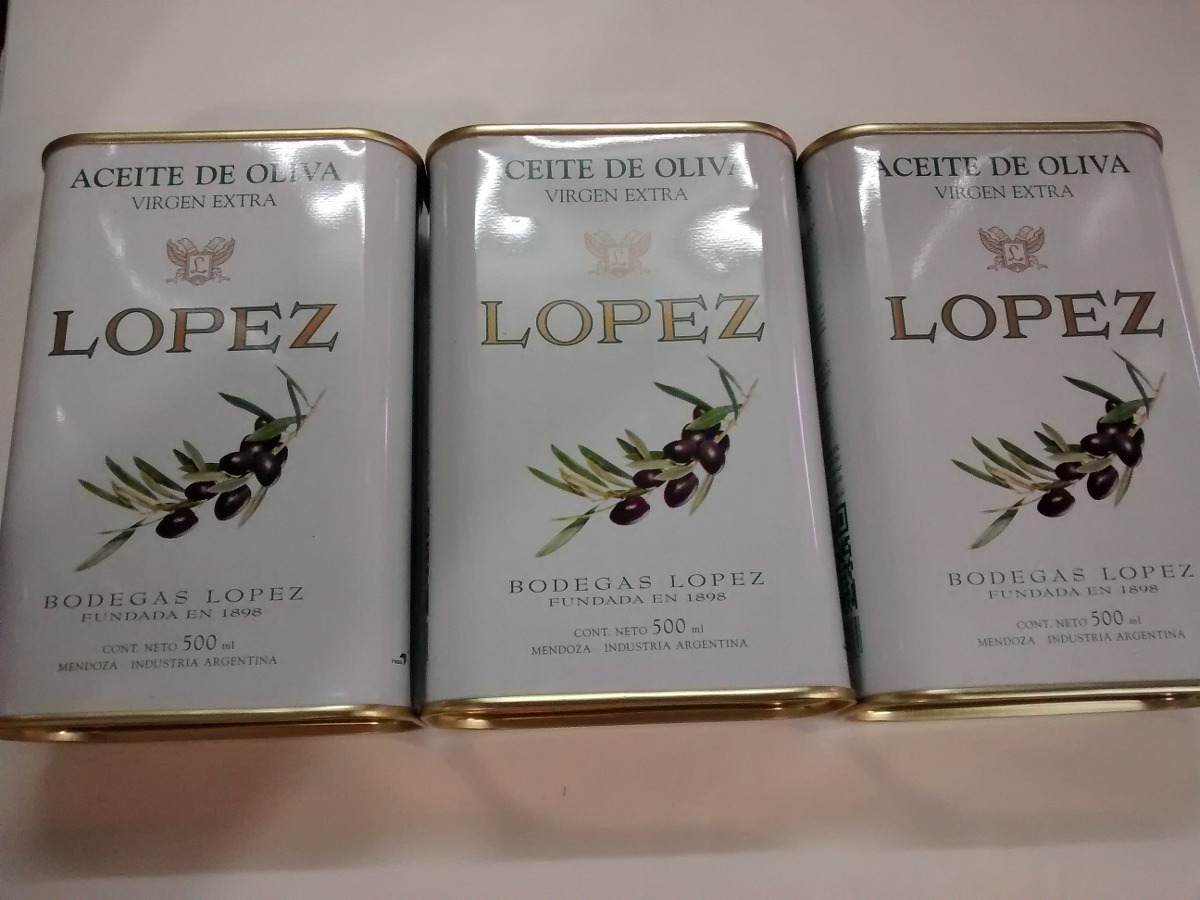 ACEITE DE OLIVA
VIRGEN EXTRA
L
LOPEZ
BODEGAS LOPEZ
FUNDADA EN 1898
CONT. NETO 500 ml
MENDOZA INDUSTRIA ARGENTINA
CEITE DE OLIVA
VIRGEN EXTRA
L
LOPEZ
BODEGAS LOPEZ
FUNDADA EN 1898
CONT. NETO 500 ml
MENDOZA INDUSTRIA ARGENTINA
ACEITE DE OLIVA
VIRGEN EXTRA
L
LOPEZ
BODEGAS LOPEZ
FUNDADA EN 1898
CONT. NETO 500 ml
MENDOZA INDUSTRIA ARGENTINA